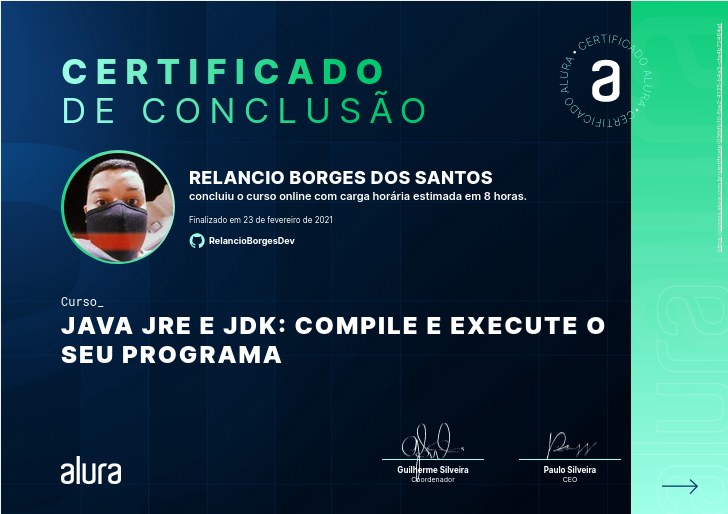 CERTIFICADO
DE CONCLUSÃO
CERTIFICADO ALURA • CERTIFICADO ALURA •
a
RELANCIO BORGES DOS SANTOS
concluiu o curso online com carga horária estimada em 8 horas.
Finalizado em 23 de fevereiro de 2021
RelancioBorgesDev
Curso_
JAVA JRE E JDK: COMPILE E EXECUTE O
SEU PROGRAMA
alura
Guilherme Silveira
Coordenador
Paulo Silveira
CEO
alura